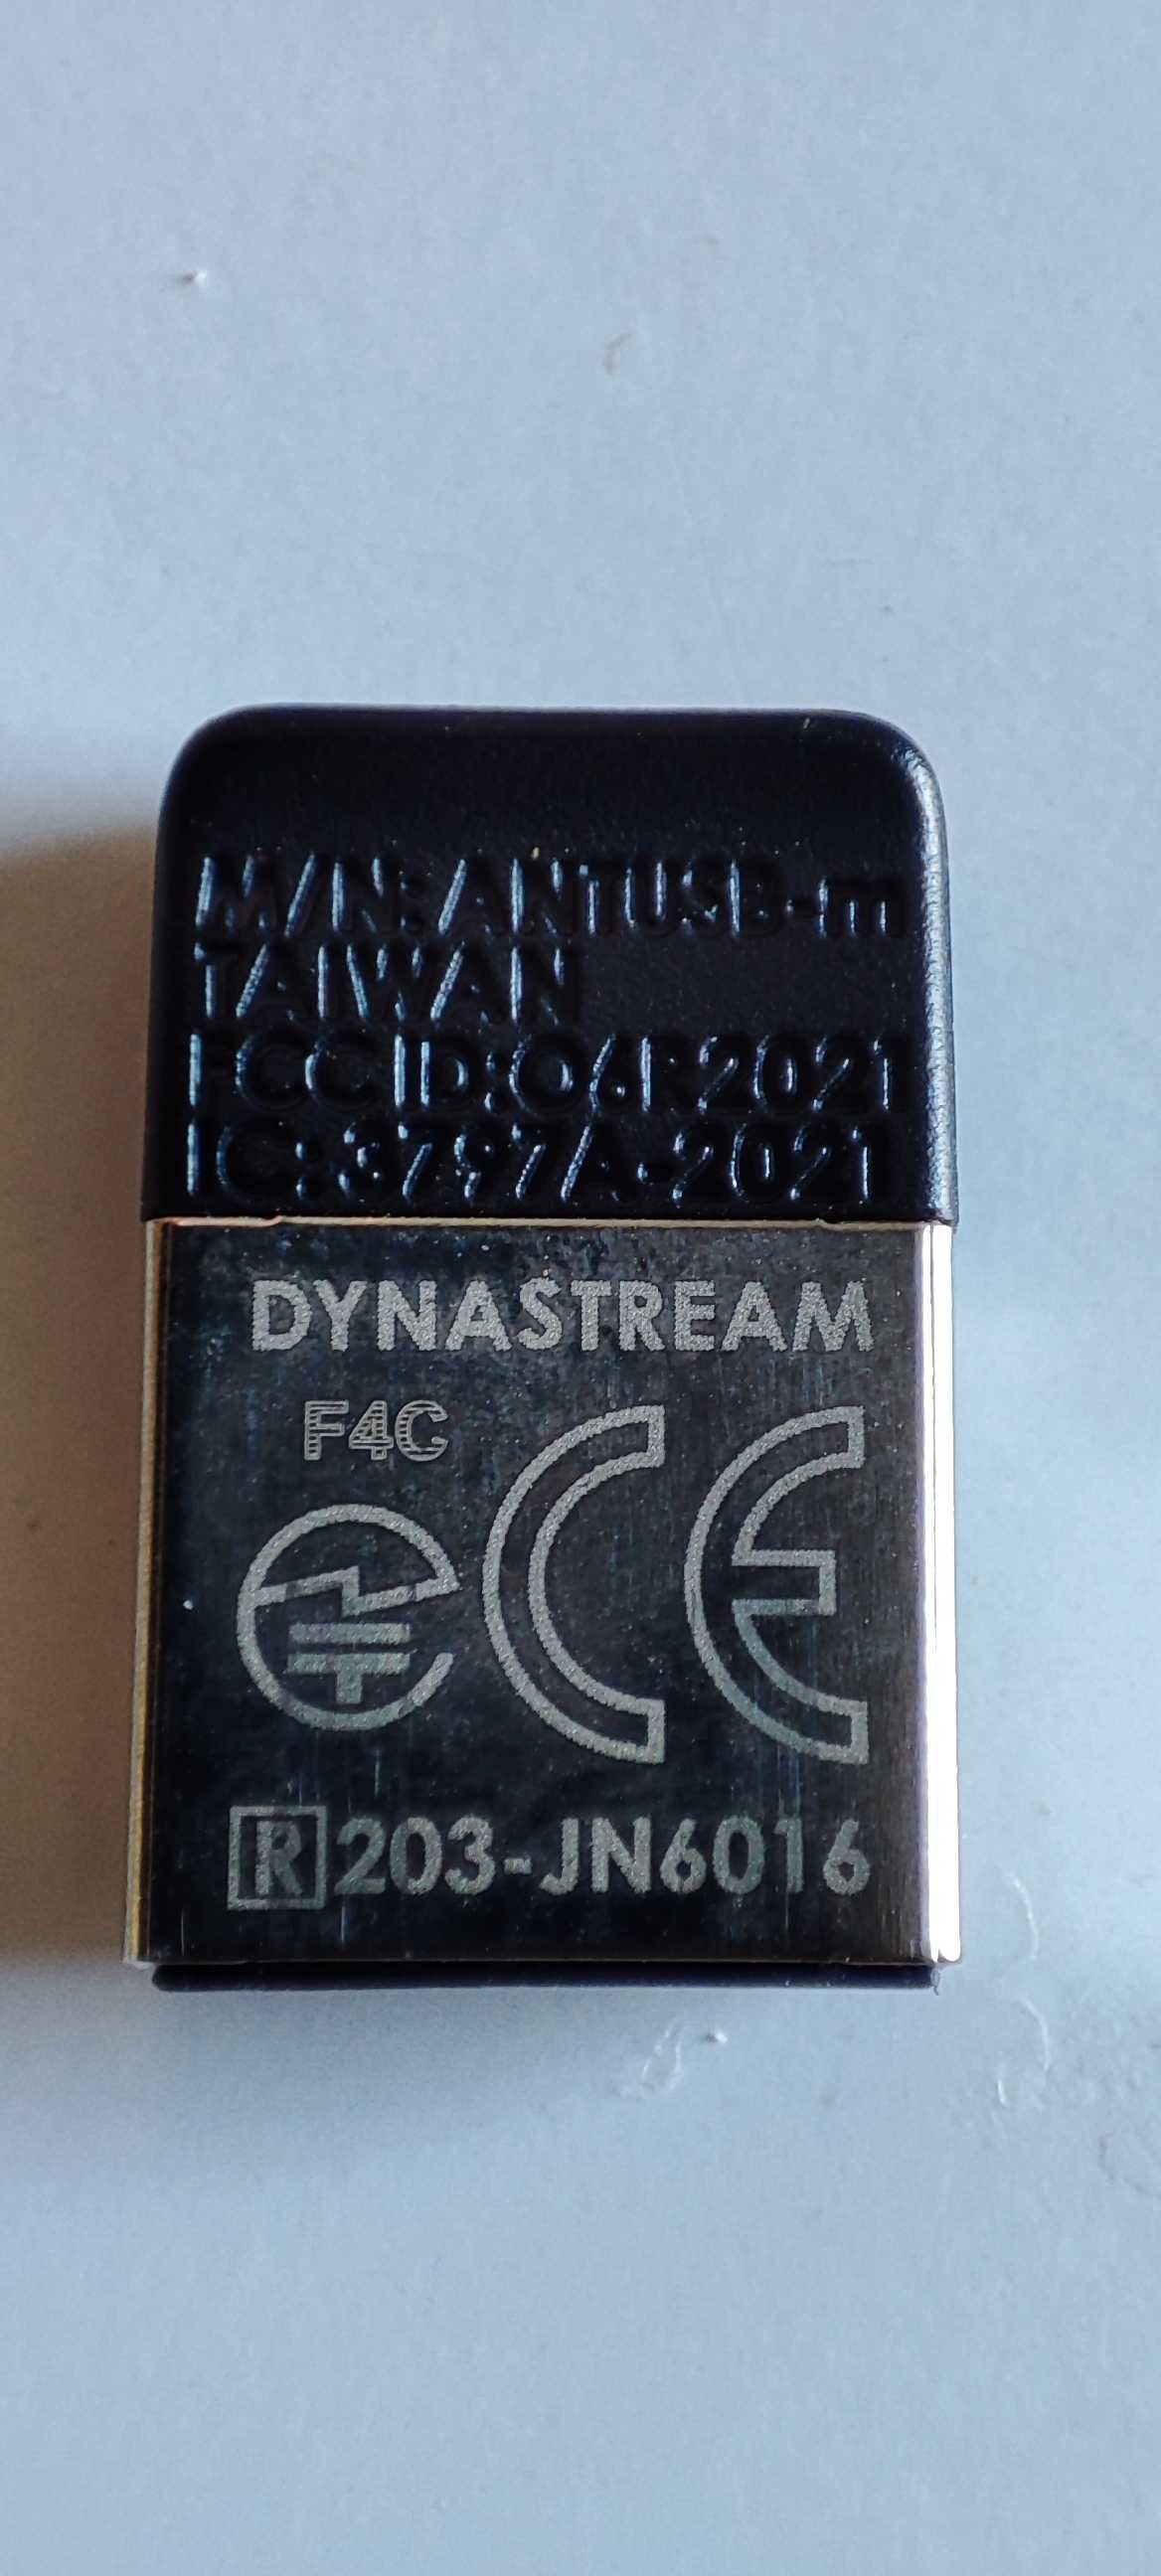 M/N: ANTUSB-m
TAIWAN
FCC ID:O6R2021
IC: 3797A-2021
DYNASTREAM
F4C
CE
R 203-JN6016